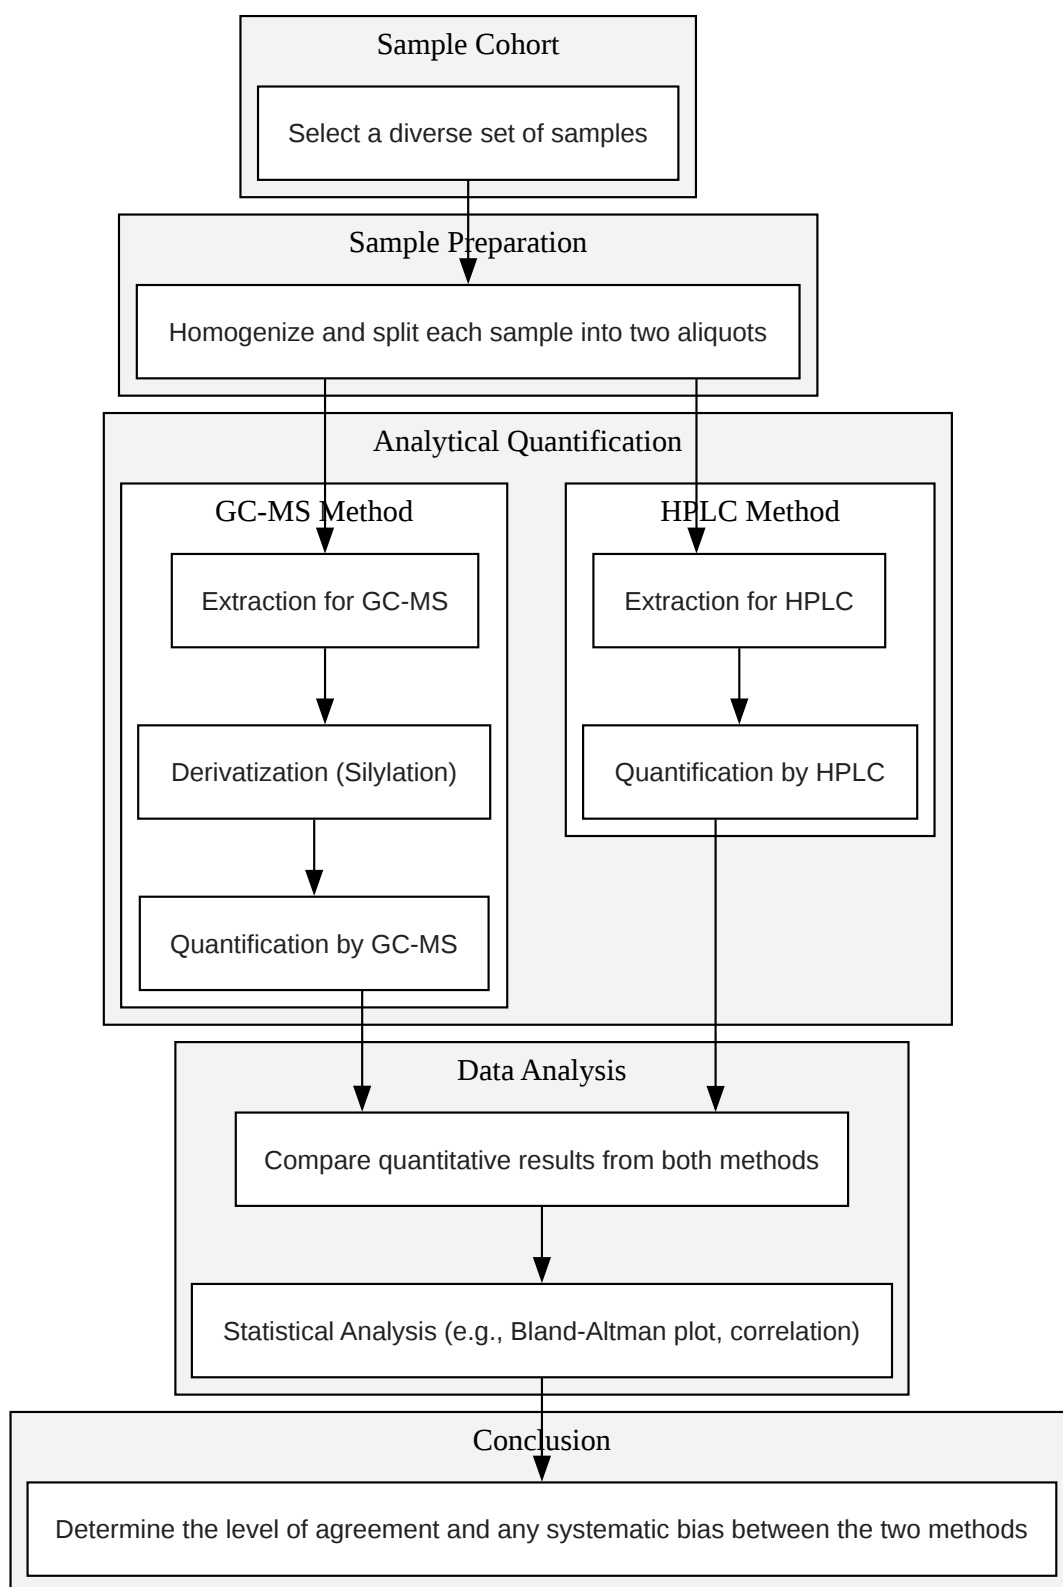 Sample Cohort
Select a diverse set of samples
Sample Preparation
Homogenize and split each sample into two aliquots
Analytical Quantification
GC-MS Method
Extraction for GC-MS
Derivatization (Silylation)
Quantification by GC-MS
HPLC Method
Extraction for HPLC
Quantification by HPLC
Data Analysis
Compare quantitative results from both methods
Statistical Analysis (e.g., Bland-Altman plot, correlation)
Conclusion
Determine the level of agreement and any systematic bias between the two methods